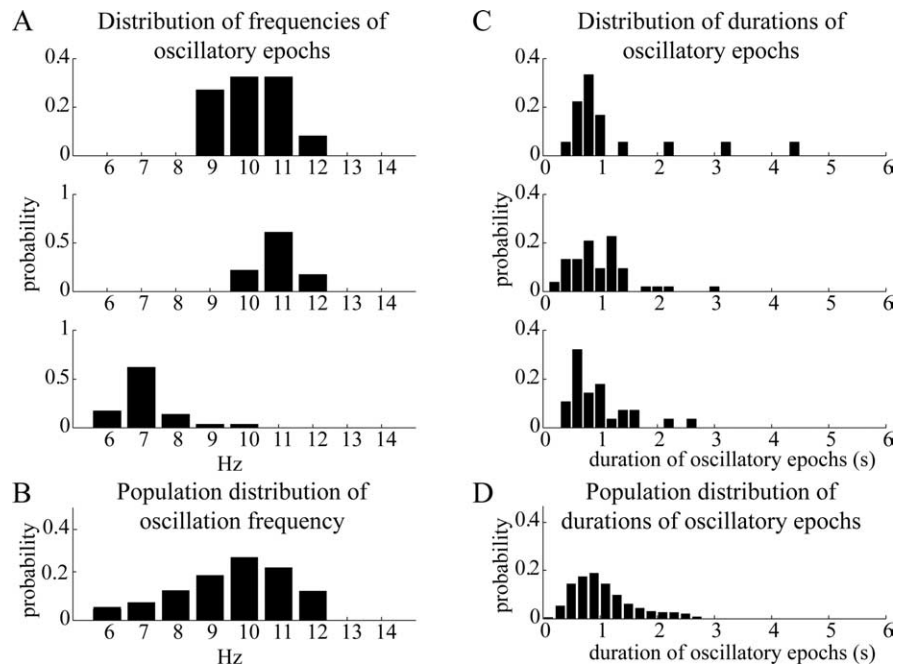 A
Distribution of frequencies of
oscillatory epochs
0.4
0.2
0
6 7 8 9 10 11 12 13 14
1
0.5
0
6 7 8 9 10 11 12 13 14
probability
1
0.5
0
6 7 8 9 10 11 12 13 14
Hz
B
Population distribution of
oscillation frequency
probability
0.4
0.2
0
6 7 8 9 10 11 12 13 14
C
Distribution of durations of
oscillatory epochs
0.4
0.2
0
0 1 2 3 4 5 6
0.4
0.2
0
0 1 2 3 4 5 6
probability
0.4
0.2
0
0 1 2 3 4 5 6
duration of oscillatory epochs (s)
D
Population distribution of
durations of oscillatory epochs
probability
0.4
0.2
0
0 1 2 3 4 5 6
duration of oscillatory epochs (s)